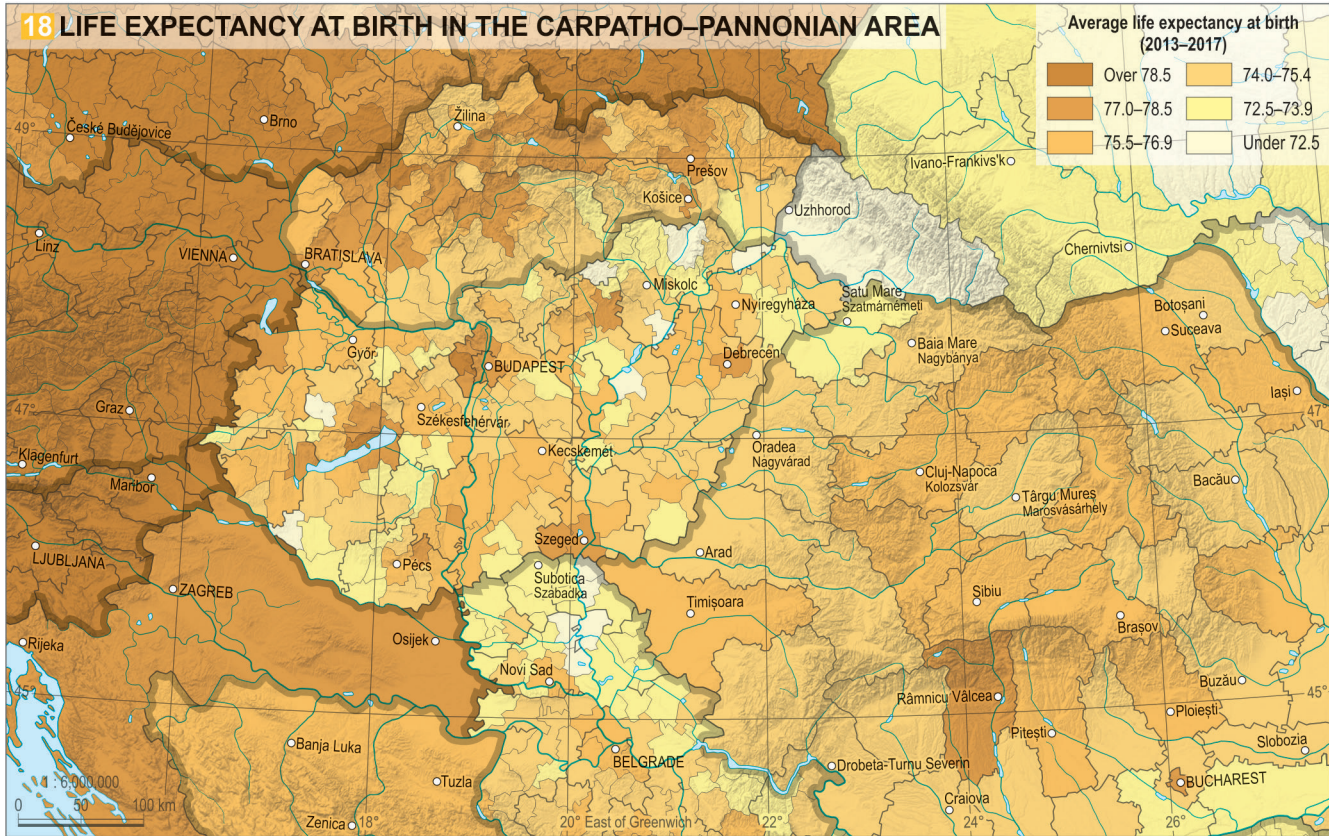 18 LIFE EXPECTANCY AT BIRTH IN THE CARPATHO–PANNONIAN AREA
Average life expectancy at birth
(2013–2017)
Over 78.5
74.0–75.4
77.0–78.5
72.5–73.9
75.5–76.9
Under 72.5
49°
České Budějovice
Brno
Žilina
Prešov
Košice
Ivano-Frankivs'k
Uzhhorod
Chernivtsi
Linz
VIENNA
BRATISLAVA
Miskolc
Nyíregyháza
Satu Mare
Szatmárnémeti
Botoșani
Suceava
Győr
BUDAPEST
Debrecen
Baia Mare
Nagybánya
Iași
47°
47°
Graz
Székesfehérvár
Klagenfurt
Maribor
Kecskemét
Oradea
Nagyvárad
Cluj-Napoca
Kolozsvár
Târgu Mureș
Marosvásárhely
Bacău
LJUBLJANA
ZAGREB
Pécs
Szeged
Subotica
Szabadka
Arad
Timișoara
Sibiu
Brașov
Rijeka
Osijek
Novi Sad
45°
45°
Râmnicu Vâlcea
Buzău
Ploiești
Pitești
Slobozia
Banja Luka
BELGRADE
Tuzla
Drobeta-Turnu Severin
BUCHAREST
Craiova
Zenica
1 : 6,000,000
0 50 100 km
18°
20° East of Greenwich
22°
24°
26°